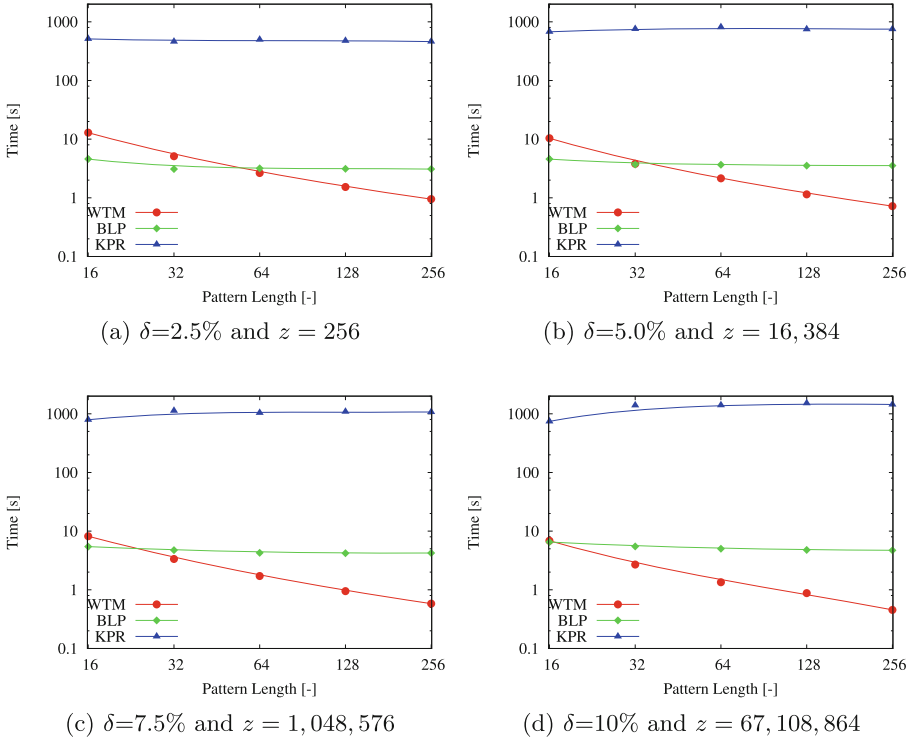 1000
100
10
1
0.1
Time [s]
WTM
BLP
KPR
16 32 64 128 256
Pattern Length [-]
(a) δ=2.5% and z = 256
1000
100
10
1
0.1
Time [s]
WTM
BLP
KPR
16 32 64 128 256
Pattern Length [-]
(b) δ=5.0% and z = 16, 384
1000
100
10
1
0.1
Time [s]
WTM
BLP
KPR
16 32 64 128 256
Pattern Length [-]
(c) δ=7.5% and z = 1, 048, 576
1000
100
10
1
0.1
Time [s]
WTM
BLP
KPR
16 32 64 128 256
Pattern Length [-]
(d) δ=10% and z = 67, 108, 864